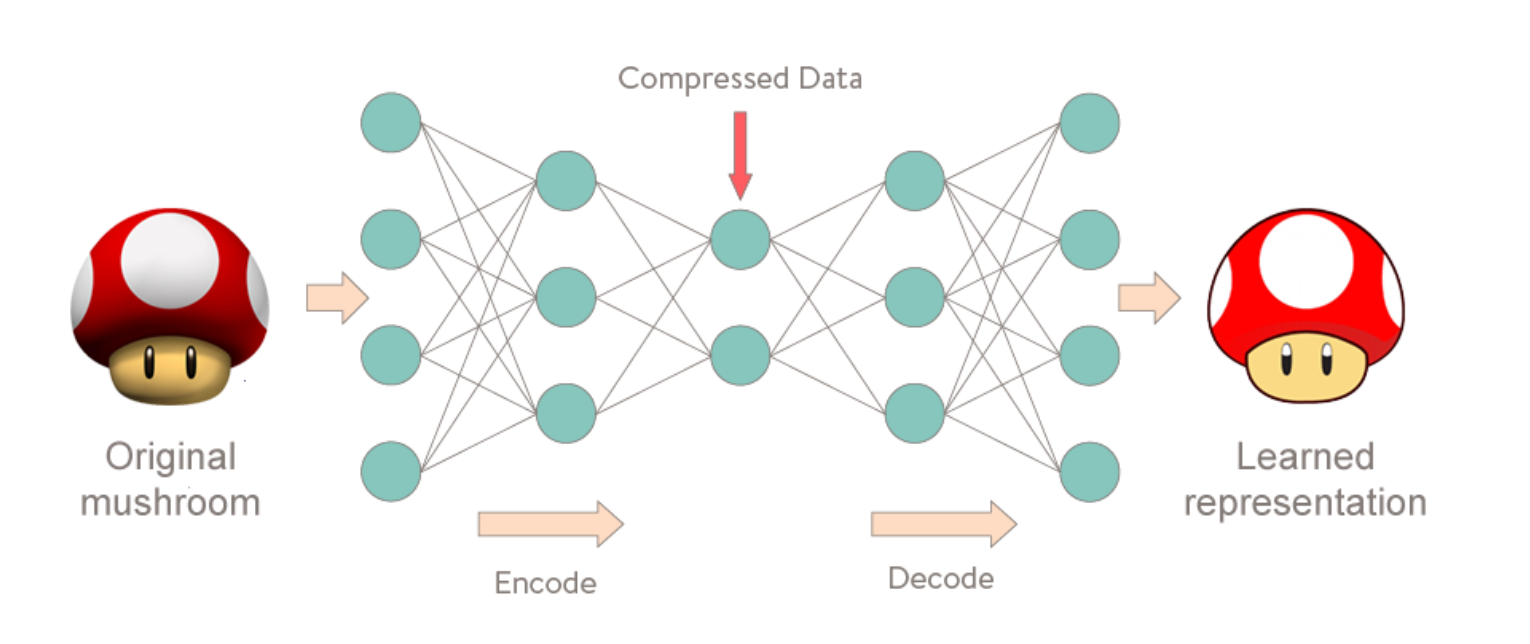 Compressed Data
Original
mushroom
Learned
representation
Encode
Decode